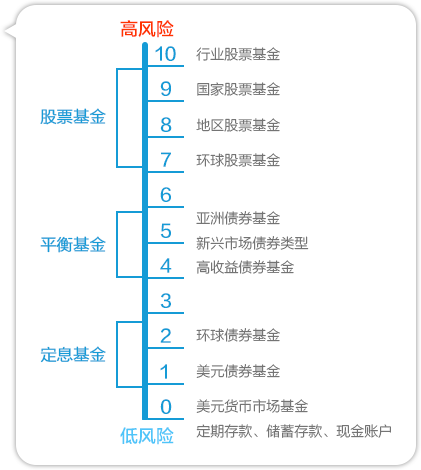 高风险
10 行业股票基金
9 国家股票基金
股票基金
8 地区股票基金
7 环球股票基金
6
亚洲债券基金
5
平衡基金
新兴市场债券类型
4 高收益债券基金
3
2 环球债券基金
定息基金
1 美元债券基金
0 美元货币市场基金
低风险
定期存款、储蓄存款、现金账户